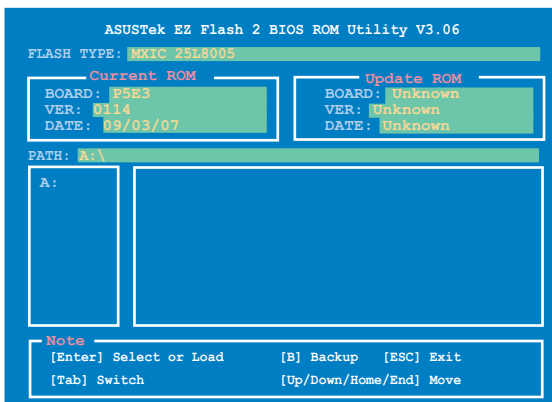 ASUSTek EZ Flash 2 BIOS ROM Utility V3.06
FLASH TYPE: MXIC 25L8005
Current ROM
BOARD: P5E3
VER: 0114
DATE: 09/03/07
Update ROM
BOARD: Unknown
VER: Unknown
DATE: Unknown
PATH: A:\
A:
Note
[Enter] Select or Load [B] Backup [ESC] Exit
[Tab] Switch [Up/Down/Home/End] Move